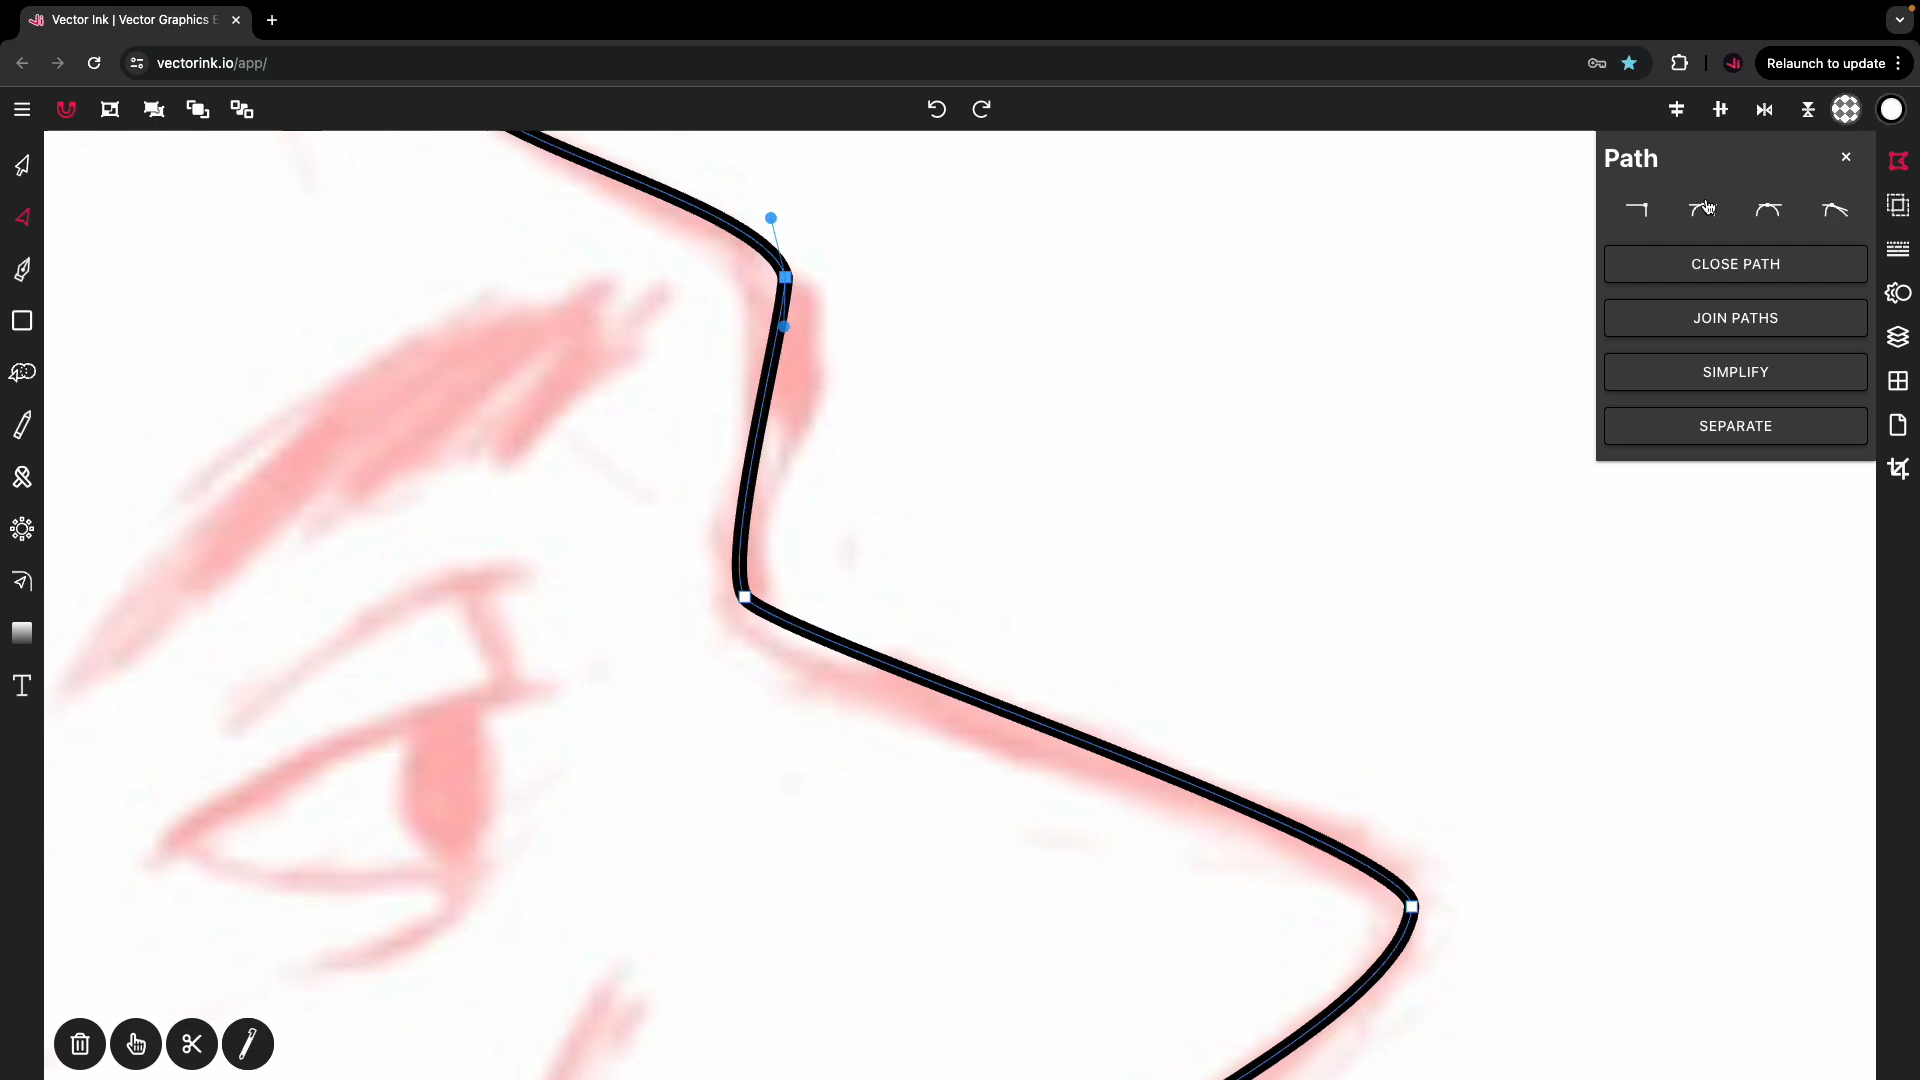 Vector Ink | Vector Graphics E
vectorink.io/app/
Relaunch to update
Path
CLOSE PATH
JOIN PATHS
SIMPLIFY
SEPARATE